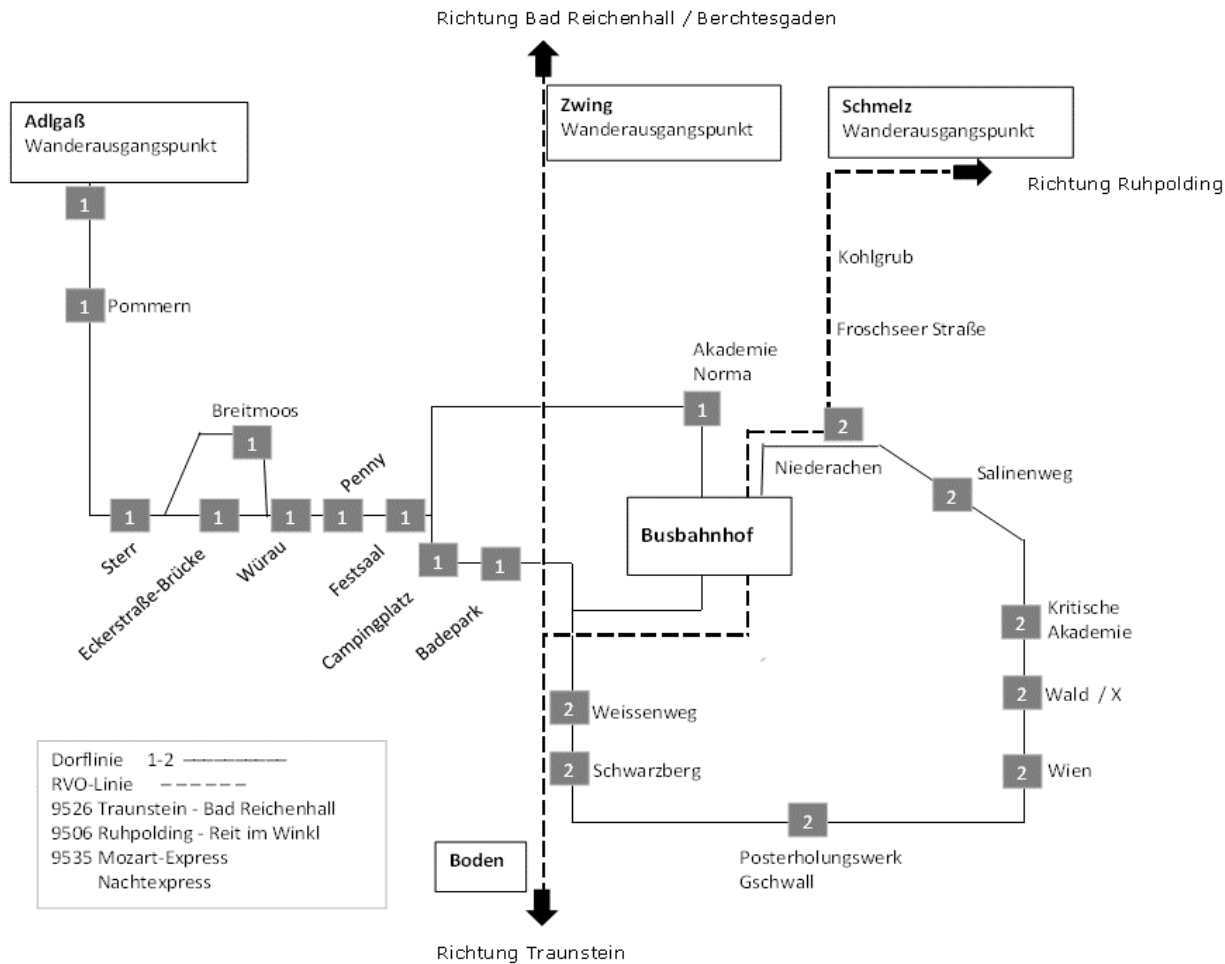 Richtung Bad Reichenhall / Berchtesgaden
Adlgaß
Wanderausgangspunkt
Zwing
Wanderausgangspunkt
Schmelz
Wanderausgangspunkt
Richtung Ruhpolding
1
1 Pommern
Kohlgrub
Froschseer Straße
Akademie
Norma
1
Breitmoos
1
2
Niederachen
Salinenweg
2
Penny
1
1
1
1
1
Sterr
Eckerstraße-Brücke
Würau
Festsaal
Busbahnhof
1
1
Campingplatz
Badepark
2
Kritische
Akademie
2 Wald / X
2 Weissenweg
2 Schwarzberg
2 Wien
2
Posterholungswerk
Gschwall
Dorflinie 1-2
RVO-Linie
9526 Traunstein - Bad Reichenhall
9506 Ruhpolding - Reit im Winkl
9535 Mozart-Express
Nachtexpress
Boden
Richtung Traunstein